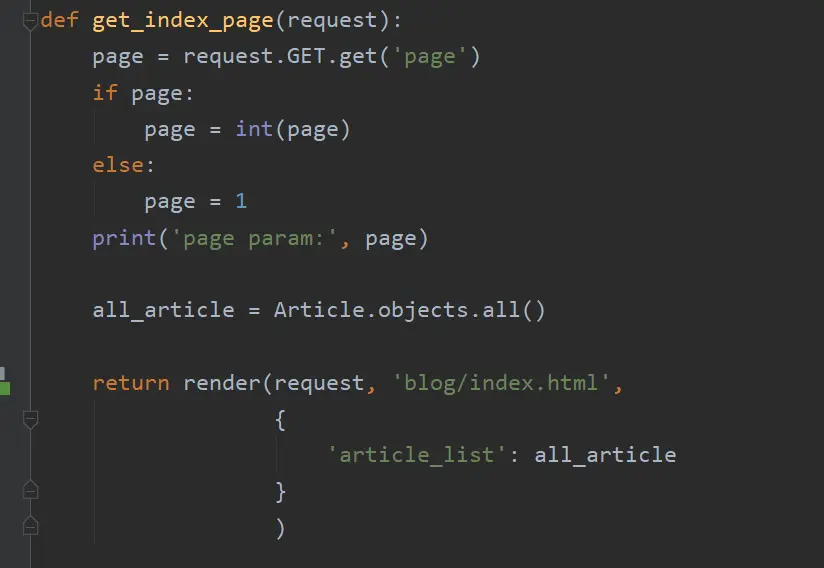 def get_index_page(request):
    page = request.GET.get('page')
    if page:
        page = int(page)
    else:
        page = 1
    print('page param:', page)

    all_article = Article.objects.all()

    return render(request, 'blog/index.html',
                  {
                      'article_list': all_article
                  }
                  )